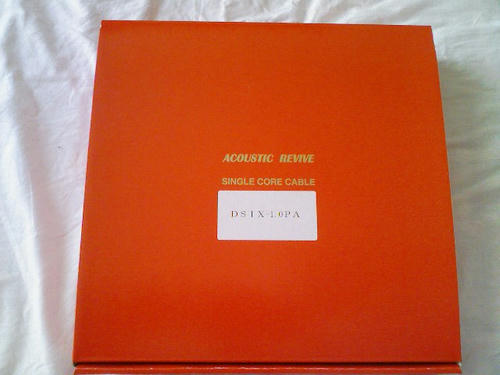 ACOUSTIC REVIVE
SINGLE CORE CABLE
DSIX-1.0PA